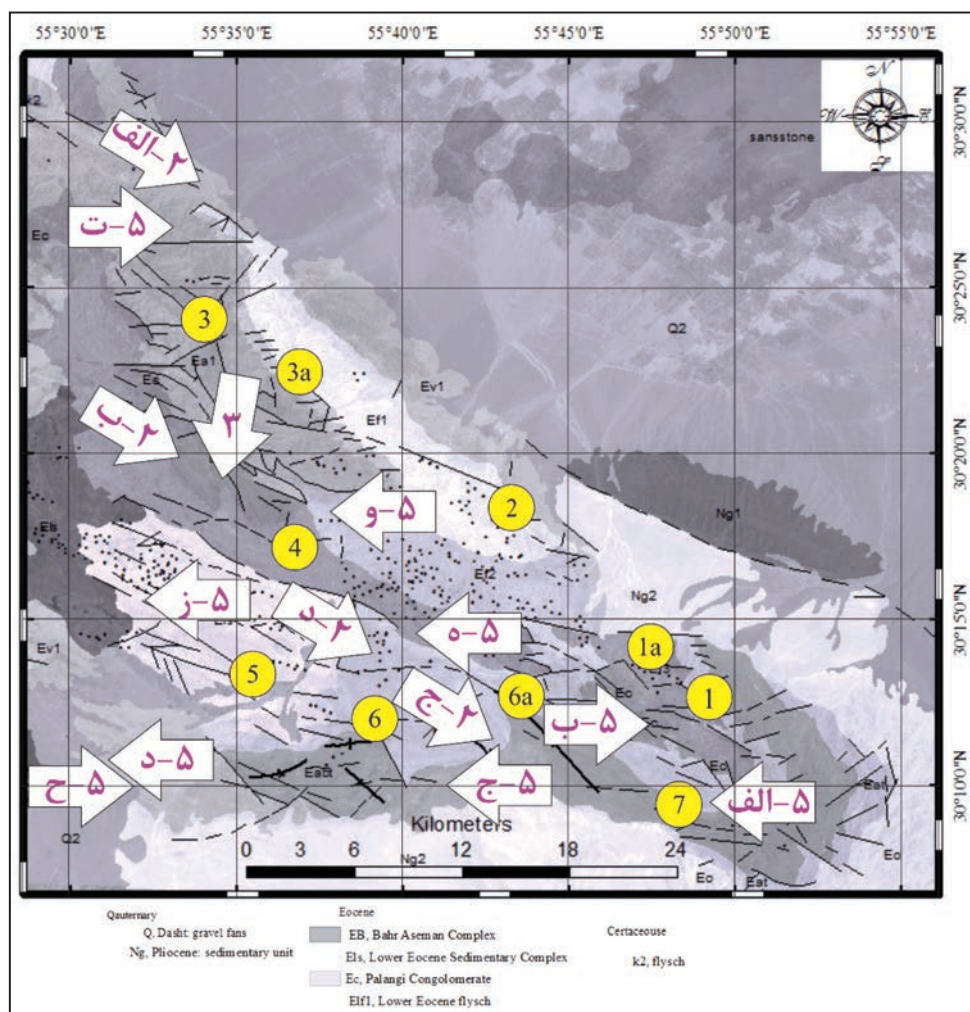 55°30'0"E 55°35'0"E 55°40'0"E 55°45'0"E 55°50'0"E 55°55'0"E
N
W E
S
30°30'0"N
30°25'0"N
30°20'0"N
30°15'0"N
30°10'0"N
k2
۲-الف
sansstone
Ec
۵-ت
3
Q2
Ea1
3a
Ev1
۲-ب
۳
Ef1
2
Ng1
۵-و
Els
4
Ef2
Ng2
۵-ز
۲-د
۵-ه
1a
Ev1
5
6a
Ec
1
6
۲-ج
۵-ب
۵-د
Ec
۵-ح
۵-ج
7
۵-الف
Q2
Kilometers
0 3 6 12 18 24
Ng2
Eo
Eat
Eo
Qauternary
Q, Dasht: gravel fans
Ng, Pliocene: sedimentary unit
Eocene
EB, Bahr Aseman Complex
Els, Lower Eocene Sedimentary Complex
Ec, Palangi Congolomerate
Elf1, Lower Eocene flysch
Certaceouse
k2, flysch